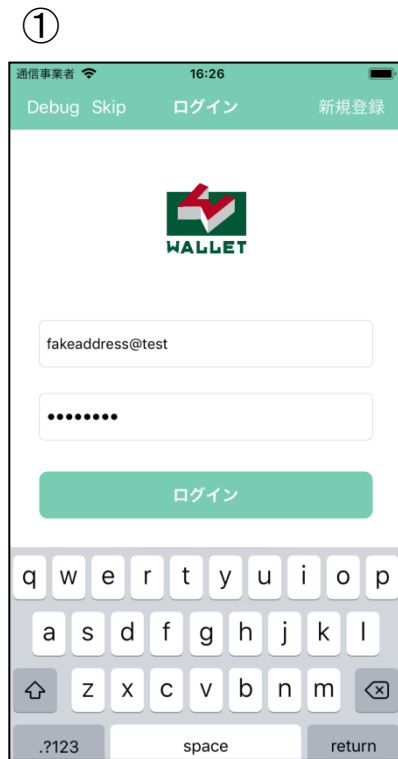 ①
通信事業者 16:26
Debug Skip ログイン 新規登録
WALLET
fakeaddress@test
••••••••
ログイン
q w e r t y u i o p
a s d f g h j k l
z x c v b n m
.?123 space return